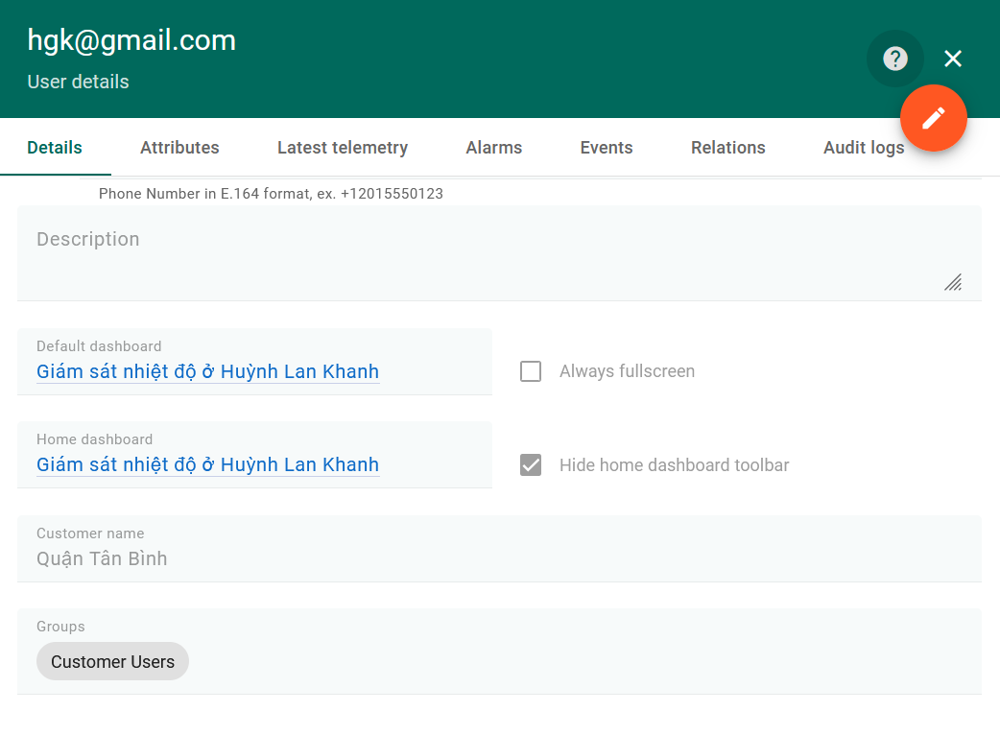 hgk@gmail.com
User details
Details Attributes Latest telemetry Alarms Events Relations Audit logs
Phone Number in E.164 format, ex. +12015550123
Description
Default dashboard
Giám sát nhiệt độ ở Huỳnh Lan Khanh
Always fullscreen
Home dashboard
Giám sát nhiệt độ ở Huỳnh Lan Khanh
Hide home dashboard toolbar
Customer name
Quận Tân Bình
Groups
Customer Users